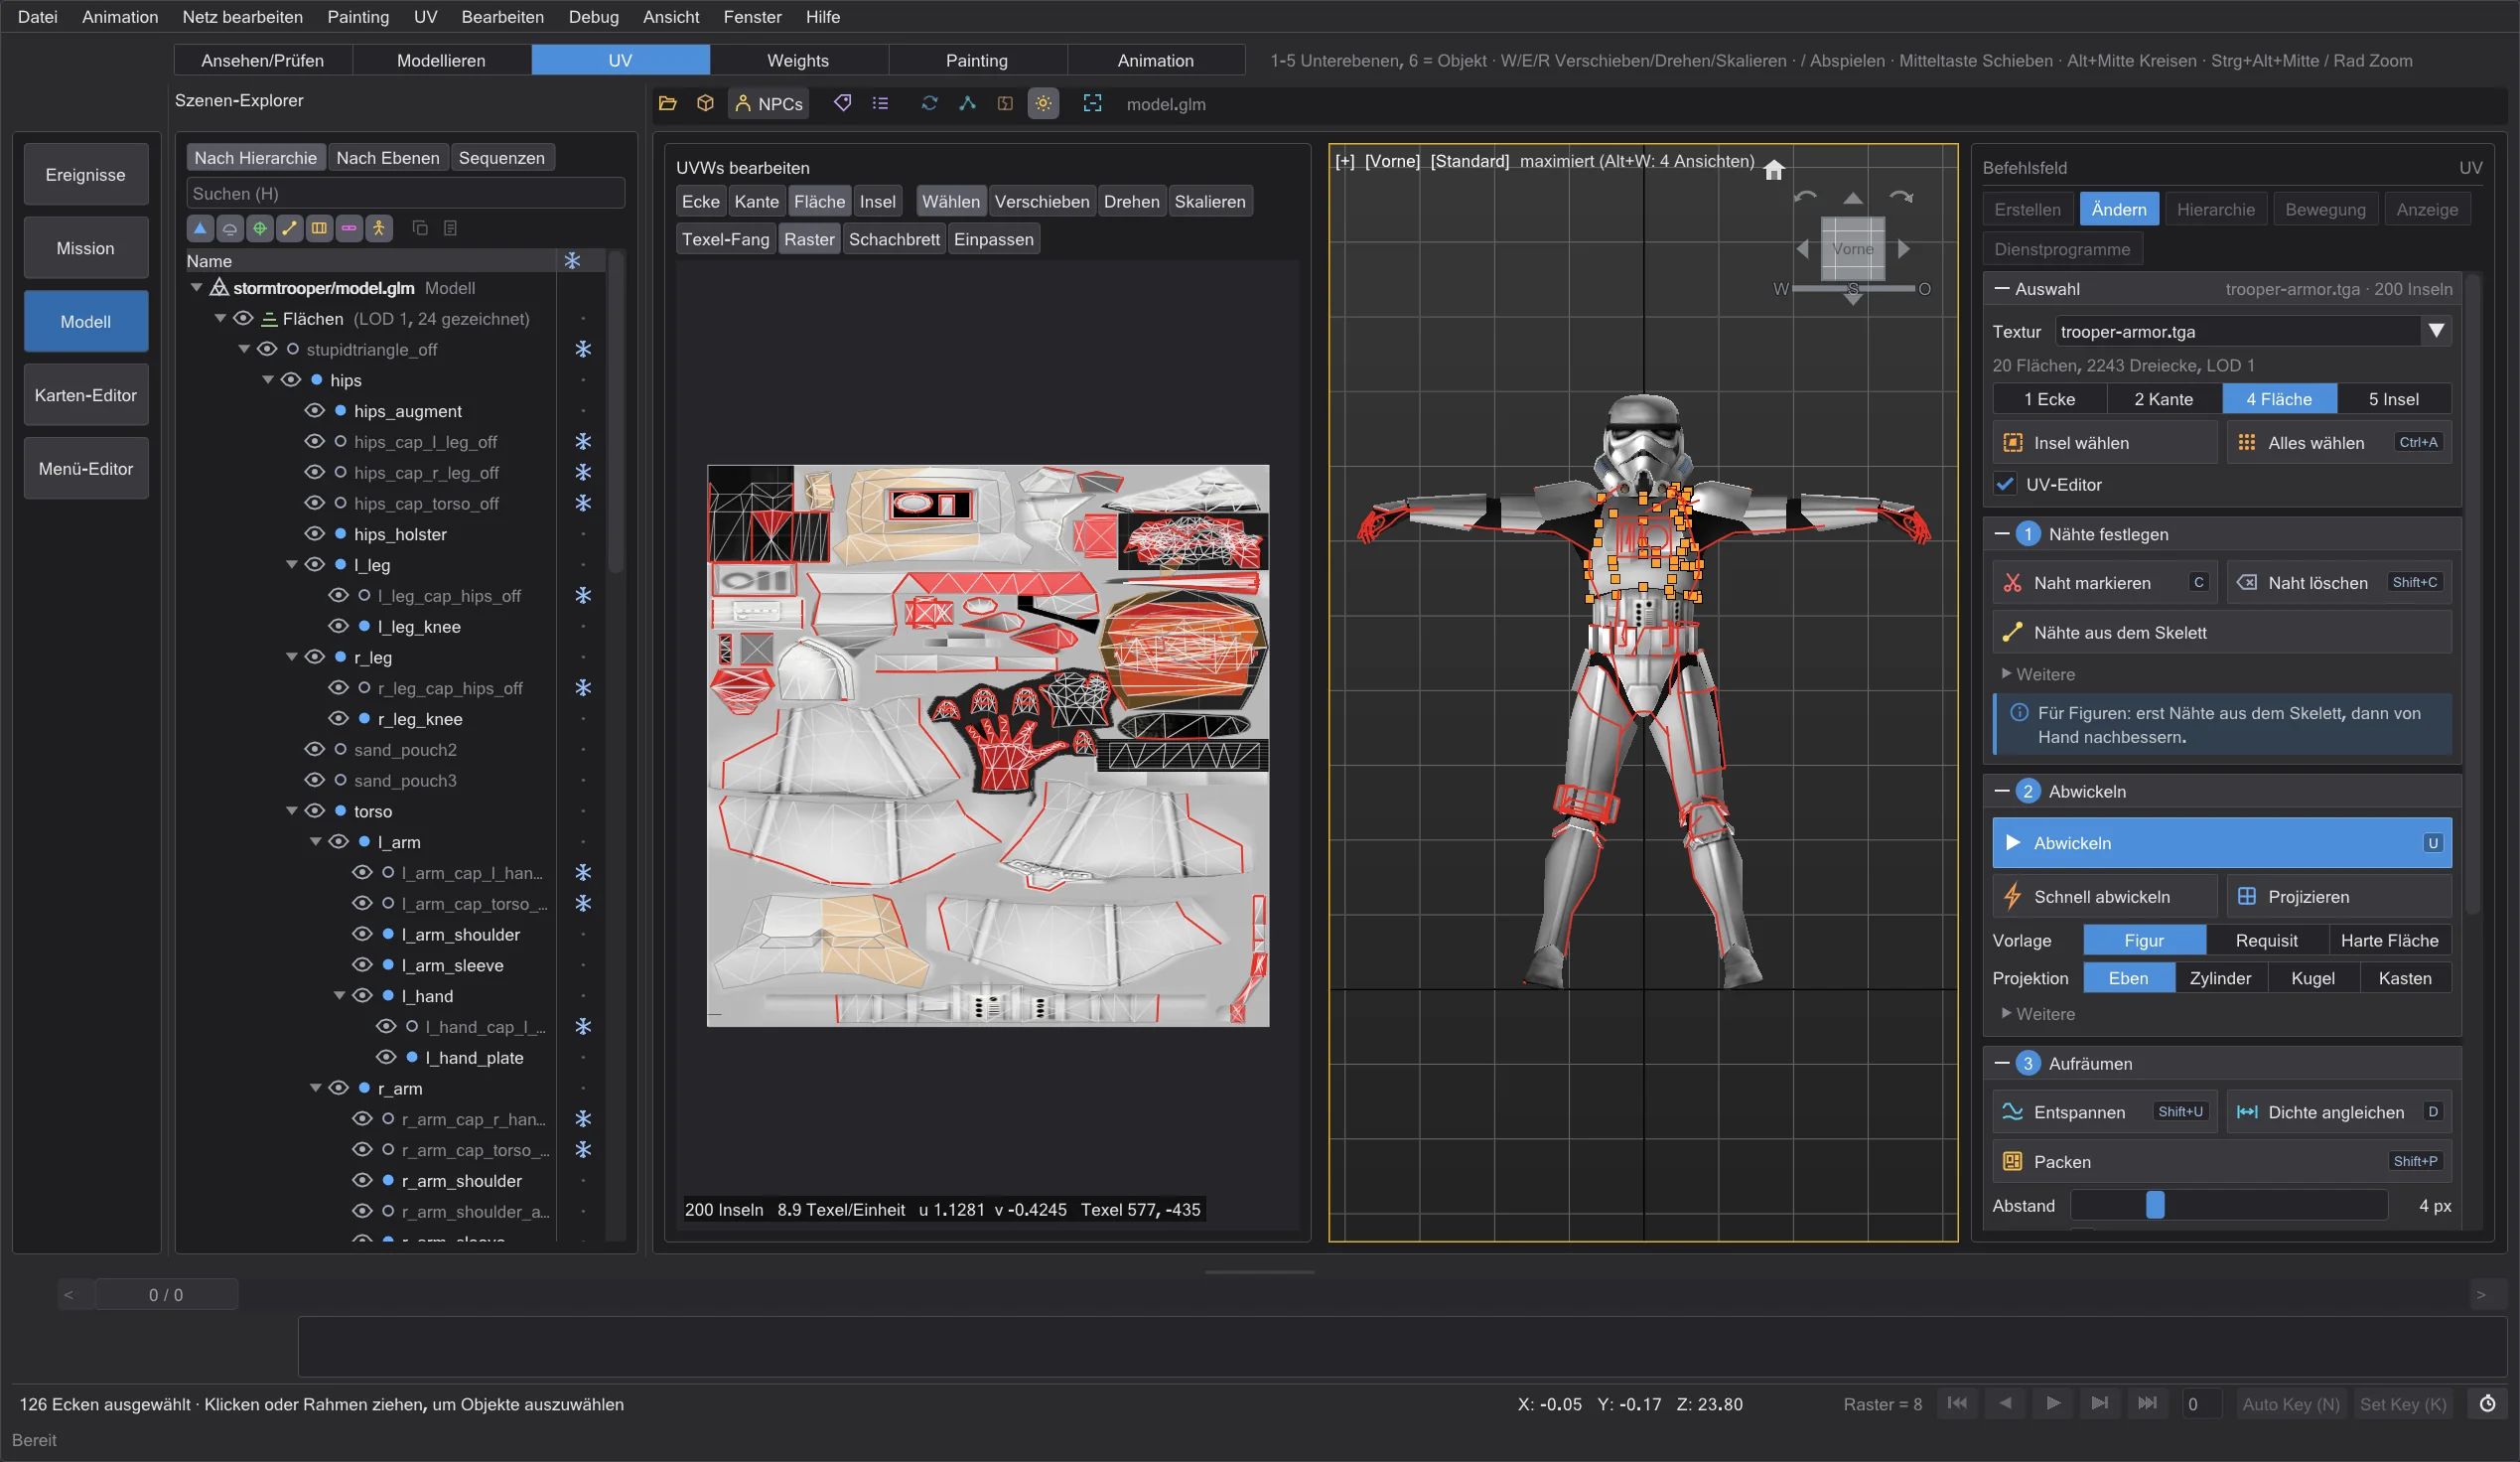 Datei Animation Netz bearbeiten Painting UV Bearbeiten Debug Ansicht Fenster Hilfe
Ansehen/Prüfen Modellieren UV Weights Painting Animation 1-5 Unterebenen, 6 = Objekt · W/E/R Verschieben/Drehen/Skalieren · / Abspielen · Mitteltaste Schieben · Alt+Mitte Kreisen · Strg+Alt+Mitte / Rad Zoom
Szenen-Explorer
NPCs model.glm
Ereignisse
Mission
Modell
Karten-Editor
Menü-Editor
Nach Hierarchie Nach Ebenen Sequenzen
Suchen (H)
Name
stormtrooper/model.glm Modell
Flächen (LOD 1, 24 gezeichnet)
stupidtriangle_off
hips
hips_augment
hips_cap_l_leg_off
hips_cap_r_leg_off
hips_cap_torso_off
hips_holster
l_leg
l_leg_cap_hips_off
l_leg_knee
r_leg
r_leg_cap_hips_off
r_leg_knee
sand_pouch2
sand_pouch3
torso
l_arm
l_arm_cap_l_han...
l_arm_cap_torso_...
l_arm_shoulder
l_arm_sleeve
l_hand
l_hand_cap_l_...
l_hand_plate
r_arm
r_arm_cap_r_han...
r_arm_cap_torso_...
r_arm_shoulder
r_arm_shoulder_a...
r_arm_sleeve
UVWs bearbeiten
Ecke Kante Fläche Insel Wählen Verschieben Drehen Skalieren
Texel-Fang Raster Schachbrett Einpassen
200 Inseln 8.9 Texel/Einheit u 1.1281 v -0.4245 Texel 577, -435
[+] [Vorne] [Standard] maximiert (Alt+W: 4 Ansichten)
Vorne
W S O
Befehlsfeld UV
Erstellen Ändern Hierarchie Bewegung Anzeige
Dienstprogramme
Auswahl trooper-armor.tga · 200 Inseln
Textur trooper-armor.tga
20 Flächen, 2243 Dreiecke, LOD 1
1 Ecke 2 Kante 4 Fläche 5 Insel
Insel wählen Alles wählen Ctrl+A
UV-Editor
1 Nähte festlegen
Naht markieren C Naht löschen Shift+C
Nähte aus dem Skelett
Weitere
Für Figuren: erst Nähte aus dem Skelett, dann von
Hand nachbessern.
2 Abwickeln
Abwickeln U
Schnell abwickeln Projizieren
Vorlage Figur Requisit Harte Fläche
Projektion Eben Zylinder Kugel Kasten
Weitere
3 Aufräumen
Entspannen Shift+U Dichte angleichen D
Packen Shift+P
Abstand 4 px
< 0 / 0 >
126 Ecken ausgewählt · Klicken oder Rahmen ziehen, um Objekte auszuwählen X: -0.05 Y: -0.17 Z: 23.80 Raster = 8 0 Auto Key (N) Set Key (K)
Bereit